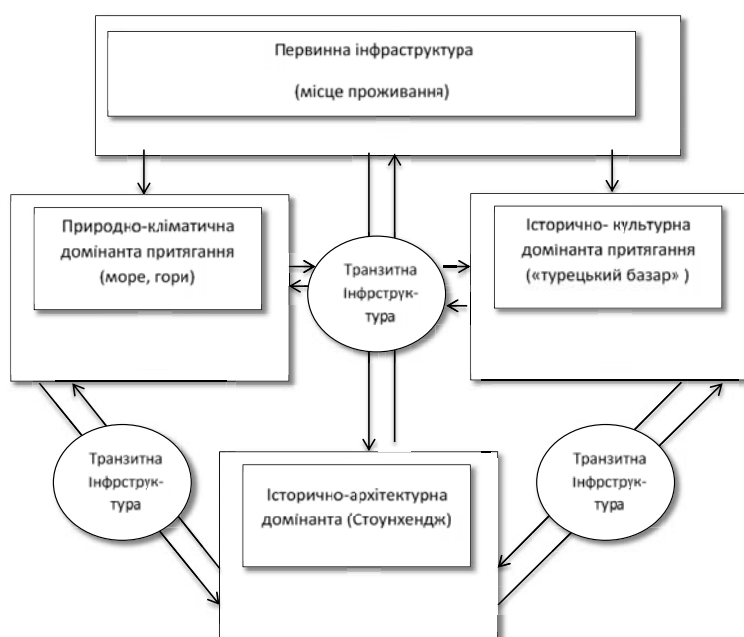 Первинна інфраструктура
(місце проживання)
Природно-кліматична
домінанта притягання
(море, гори)
Історично- культурна
домінанта притягання
(«турецький базар» )
Транзитна
Інфрструк-
тура
Транзитна
Інфрструк-
тура
Історично-архітектурна
домінанта (Стоунхендж)
Транзитна
Інфрструк-
тура